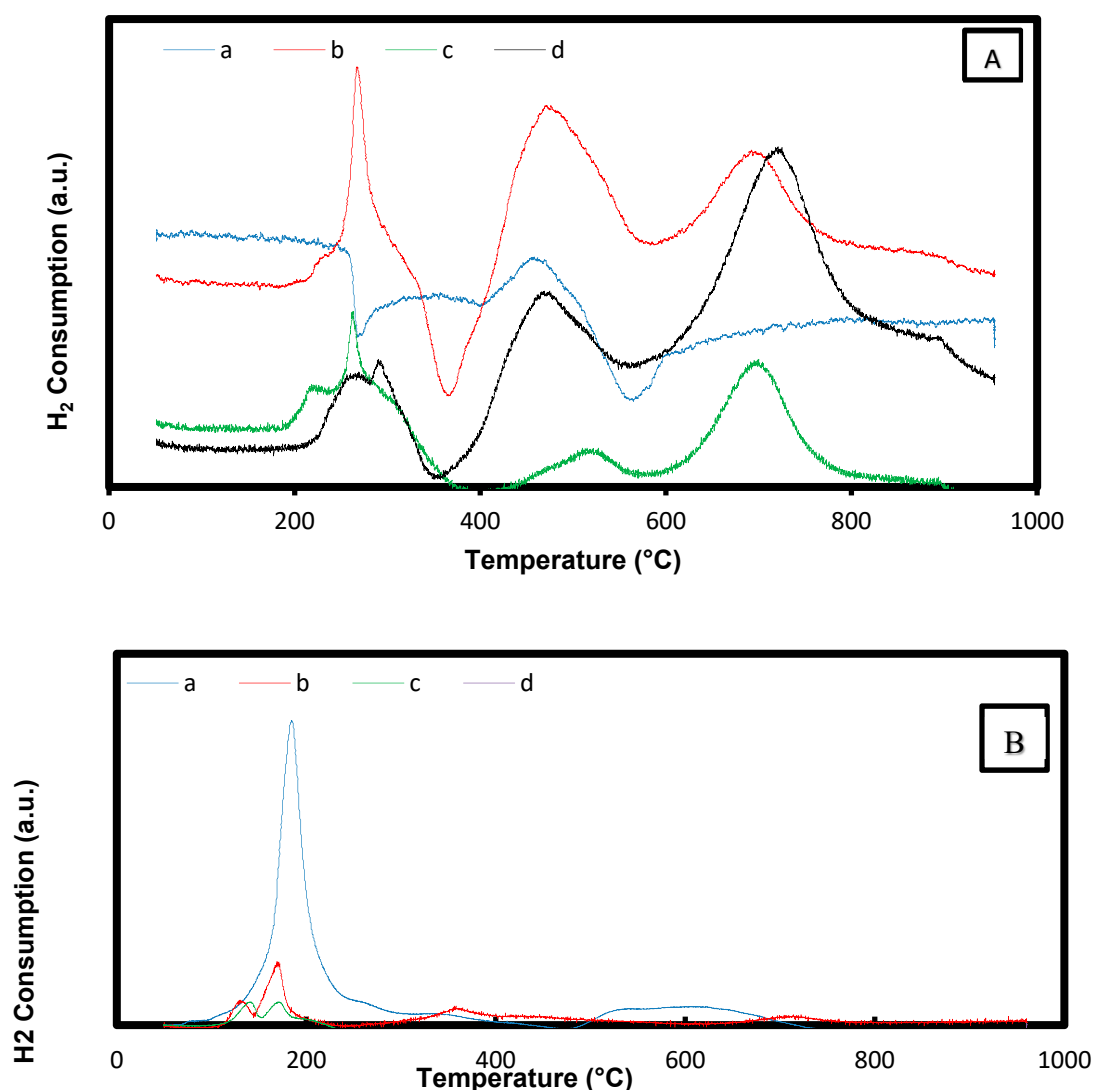 a b c d
A
H₂ Consumption (a.u.)
0 200 400 600 800 1000
Temperature (°C)
a b c d
B
H2 Consumption (a.u.)
0 200 400 600 800 1000
Temperature (°C)